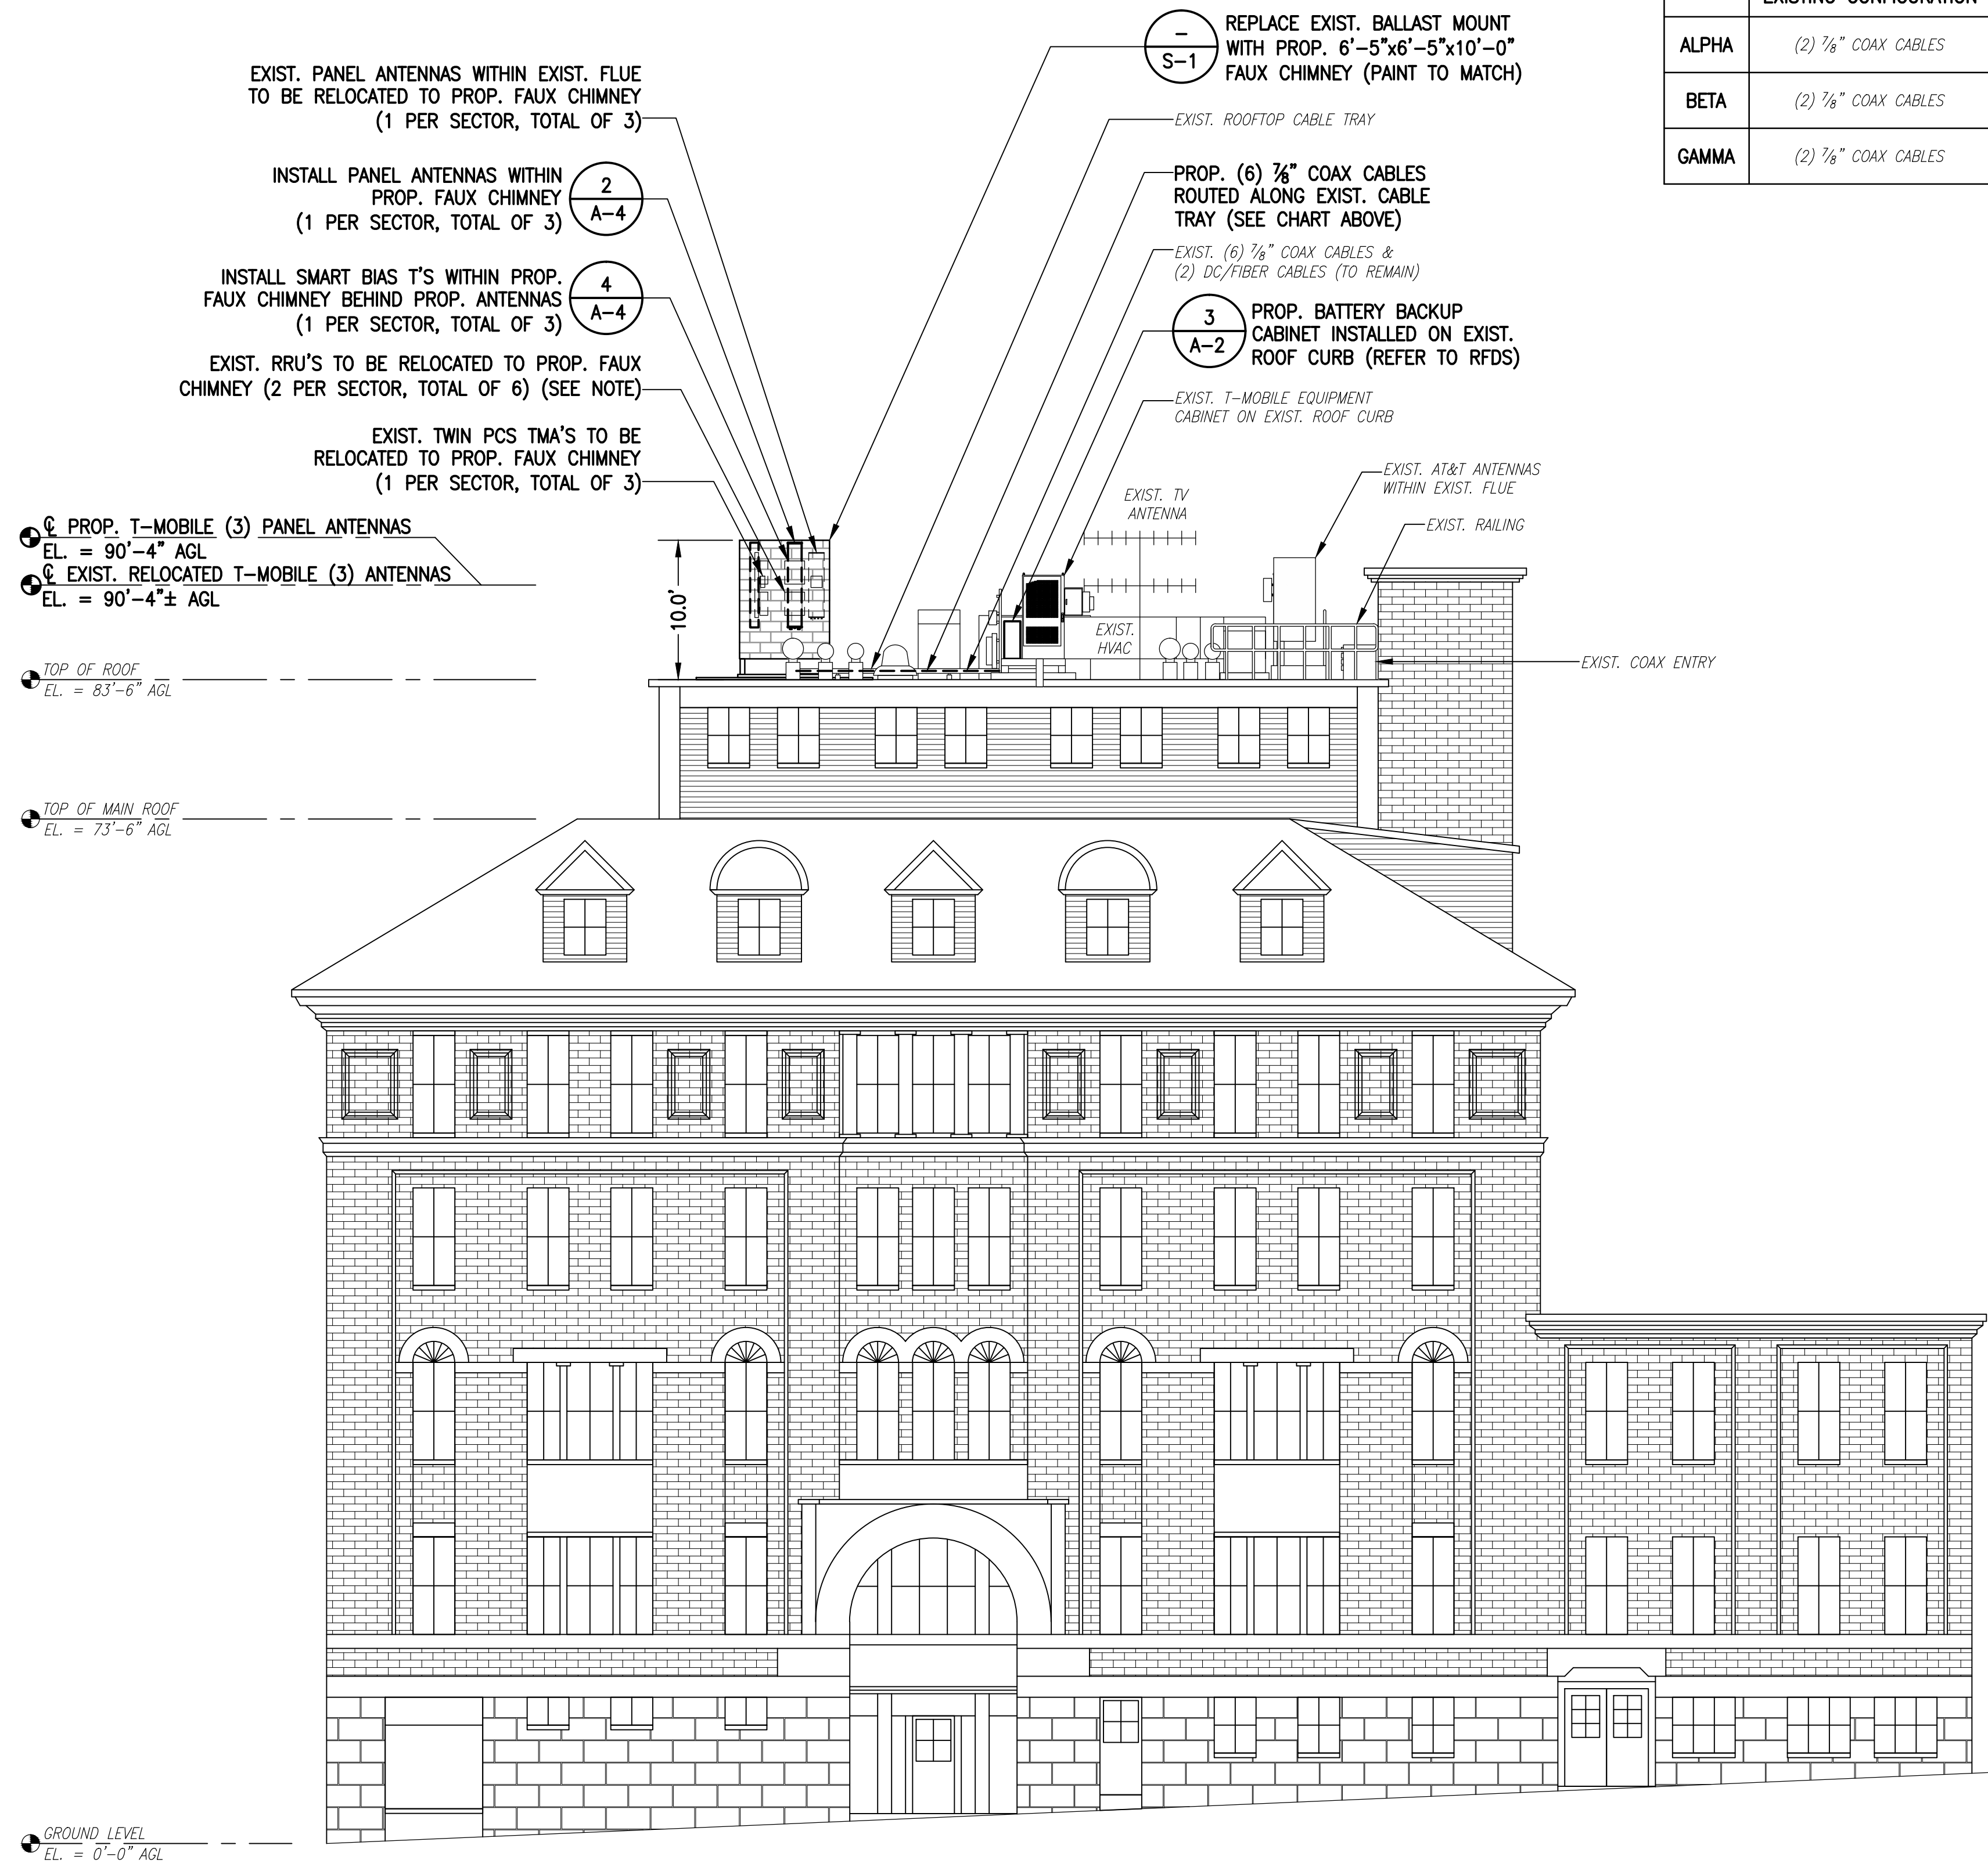 EXISTING CONFIGURATION
ALPHA (2) 7/8" COAX CABLES
BETA (2) 7/8" COAX CABLES
GAMMA (2) 7/8" COAX CABLES
EXIST. PANEL ANTENNAS WITHIN EXIST. FLUE
TO BE RELOCATED TO PROP. FAUX CHIMNEY
(1 PER SECTOR, TOTAL OF 3)
INSTALL PANEL ANTENNAS WITHIN
PROP. FAUX CHIMNEY
(1 PER SECTOR, TOTAL OF 3)
2
A-4
INSTALL SMART BIAS T'S WITHIN PROP.
FAUX CHIMNEY BEHIND PROP. ANTENNAS
(1 PER SECTOR, TOTAL OF 3)
4
A-4
EXIST. RRU'S TO BE RELOCATED TO PROP. FAUX
CHIMNEY (2 PER SECTOR, TOTAL OF 6) (SEE NOTE)
EXIST. TWIN PCS TMA'S TO BE
RELOCATED TO PROP. FAUX CHIMNEY
(1 PER SECTOR, TOTAL OF 3)
-
S-1
REPLACE EXIST. BALLAST MOUNT
WITH PROP. 6'-5"x6'-5"x10'-0"
FAUX CHIMNEY (PAINT TO MATCH)
EXIST. ROOFTOP CABLE TRAY
PROP. (6) 7/8" COAX CABLES
ROUTED ALONG EXIST. CABLE
TRAY (SEE CHART ABOVE)
EXIST. (6) 7/8" COAX CABLES &
(2) DC/FIBER CABLES (TO REMAIN)
3
A-2
PROP. BATTERY BACKUP
CABINET INSTALLED ON EXIST.
ROOF CURB (REFER TO RFDS)
EXIST. T-MOBILE EQUIPMENT
CABINET ON EXIST. ROOF CURB
EXIST. AT&T ANTENNAS
WITHIN EXIST. FLUE
EXIST. TV
ANTENNA
EXIST. RAILING
EXIST.
HVAC
EXIST. COAX ENTRY
10.0'
℄ PROP. T-MOBILE (3) PANEL ANTENNAS
EL. = 90'-4" AGL
℄ EXIST. RELOCATED T-MOBILE (3) ANTENNAS
EL. = 90'-4"± AGL
TOP OF ROOF
EL. = 83'-6" AGL
TOP OF MAIN ROOF
EL. = 73'-6" AGL
GROUND LEVEL
EL. = 0'-0" AGL